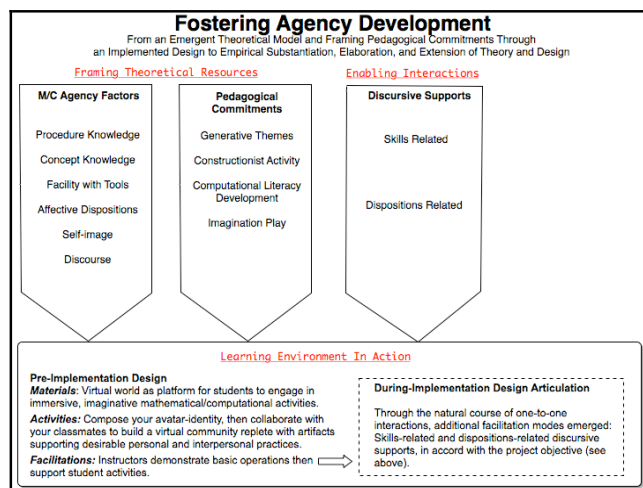 Fostering Agency Development
From an Emergent Theoretical Model and Framing Pedagogical Commitments Through
an Implemented Design to Empirical Substantiation, Elaboration, and Extension of Theory and Design
Framing Theoretical Resources
Enabling Interactions
M/C Agency Factors
Procedure Knowledge
Concept Knowledge
Facility with Tools
Affective Dispositions
Self-image
Discourse
Pedagogical
Commitments
Generative Themes
Constructionist Activity
Computational Literacy
Development
Imagination Play
Discursive Supports
Skills Related
Dispositions Related
Learning Environment In Action
Pre-Implementation Design
Materials: Virtual world as platform for students to engage in
immersive, imaginative mathematical/computational activities.
Activities: Compose your avatar-identity, then collaborate with
your classmates to build a virtual community replete with artifacts
supporting desirable personal and interpersonal practices.
Facilitations: Instructors demonstrate basic operations then
support student activities.
During-Implementation Design Articulation
Through the natural course of one-to-one
interactions, additional facilitation modes emerged:
Skills-related and dispositions-related discursive
supports, in accord with the project objective (see
above).